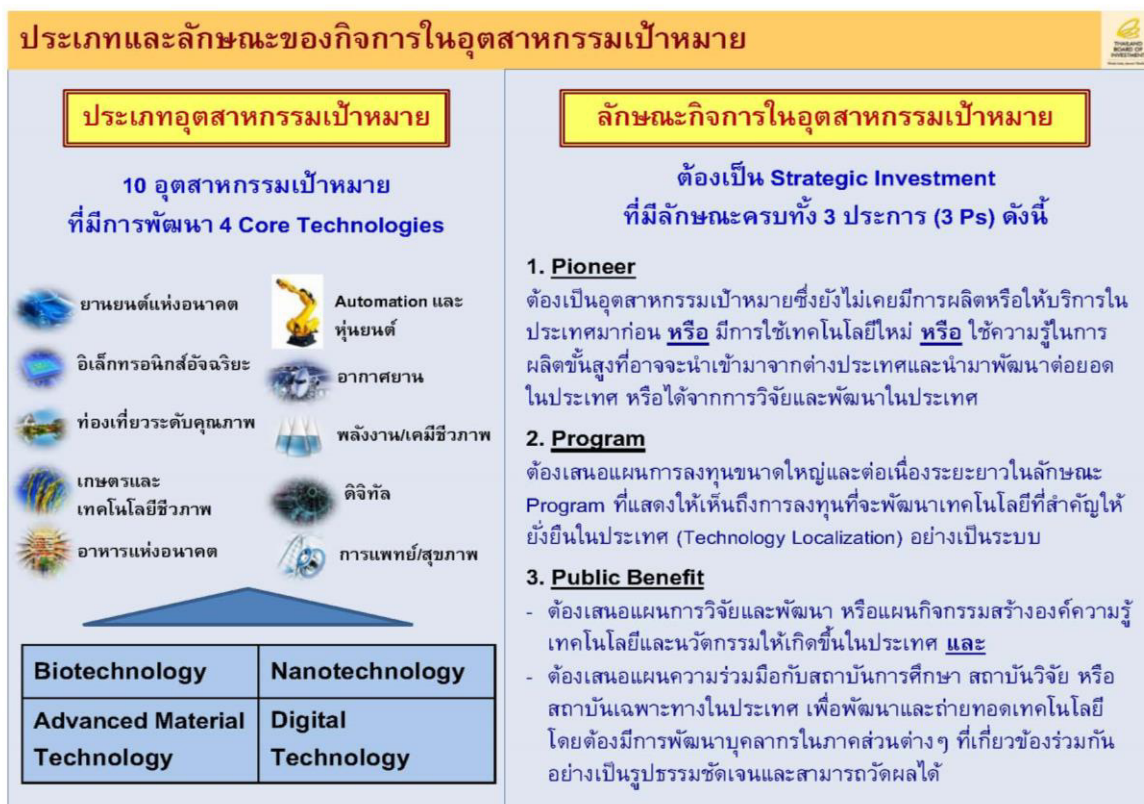 ประเภทและลักษณะของกิจการในอุตสาหกรรมเป้าหมาย
THAILAND
BOARD OF
INVESTMENT
ประเภทอุตสาหกรรมเป้าหมาย
10 อุตสาหกรรมเป้าหมาย
ที่มีการพัฒนา 4 Core Technologies
ยานยนต์แห่งอนาคต
อิเล็กทรอนิกส์อัจฉริยะ
ท่องเที่ยวระดับคุณภาพ
เกษตรและ
เทคโนโลยีชีวภาพ
อาหารแห่งอนาคต
Automation และ
หุ่นยนต์
อากาศยาน
พลังงาน/เคมีชีวภาพ
ดิจิทัล
การแพทย์/สุขภาพ
Biotechnology
Nanotechnology
Advanced Material
Technology
Digital
Technology
ลักษณะกิจการในอุตสาหกรรมเป้าหมาย
ต้องเป็น Strategic Investment
ที่มีลักษณะครบทั้ง 3 ประการ (3 Ps) ดังนี้
1. Pioneer
ต้องเป็นอุตสาหกรรมเป้าหมายซึ่งยังไม่เคยมีการผลิตหรือให้บริการใน
ประเทศมาก่อน หรือ มีการใช้เทคโนโลยีใหม่ หรือ ใช้ความรู้ในการ
ผลิตขั้นสูงที่อาจจะนำเข้ามาจากต่างประเทศและนำมาพัฒนาต่อยอด
ในประเทศ หรือได้จากการวิจัยและพัฒนาในประเทศ
2. Program
ต้องเสนอแผนการลงทุนขนาดใหญ่และต่อเนื่องระยะยาวในลักษณะ
Program ที่แสดงให้เห็นถึงการลงทุนที่จะพัฒนาเทคโนโลยีที่สำคัญให้
ยั่งยืนในประเทศ (Technology Localization) อย่างเป็นระบบ
3. Public Benefit
- ต้องเสนอแผนการวิจัยและพัฒนา หรือแผนกิจกรรมสร้างองค์ความรู้
เทคโนโลยีและนวัตกรรมให้เกิดขึ้นในประเทศ และ
- ต้องเสนอแผนความร่วมมือกับสถาบันการศึกษา สถาบันวิจัย หรือ
สถาบันเฉพาะทางในประเทศ เพื่อพัฒนาและถ่ายทอดเทคโนโลยี
โดยต้องมีการพัฒนาบุคลากรในภาคส่วนต่างๆ ที่เกี่ยวข้องร่วมกัน
อย่างเป็นรูปธรรมชัดเจนและสามารถวัดผลได้